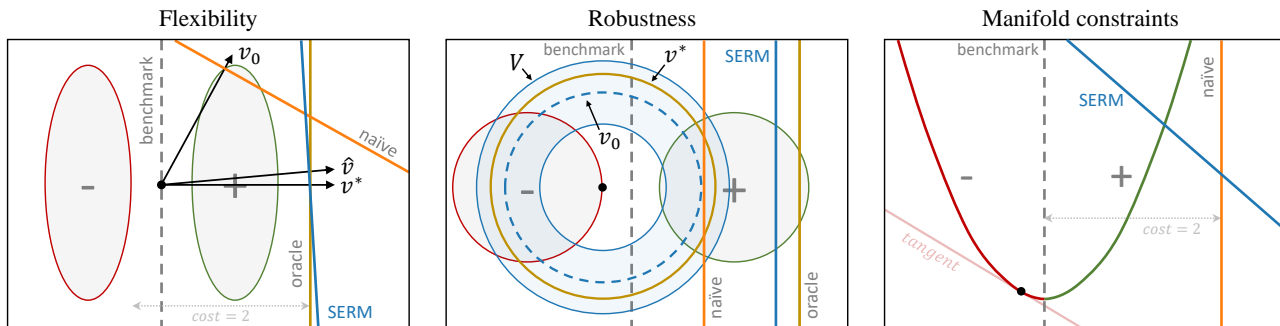 Flexibility
benchmark
v₀
naïve
v̂
v*
-
+
oracle
cost = 2
SERM
Robustness
benchmark
V
v*
SERM
v₀
-
+
naïve
oracle
Manifold constraints
benchmark
SERM
naïve
-
+
cost = 2
tangent